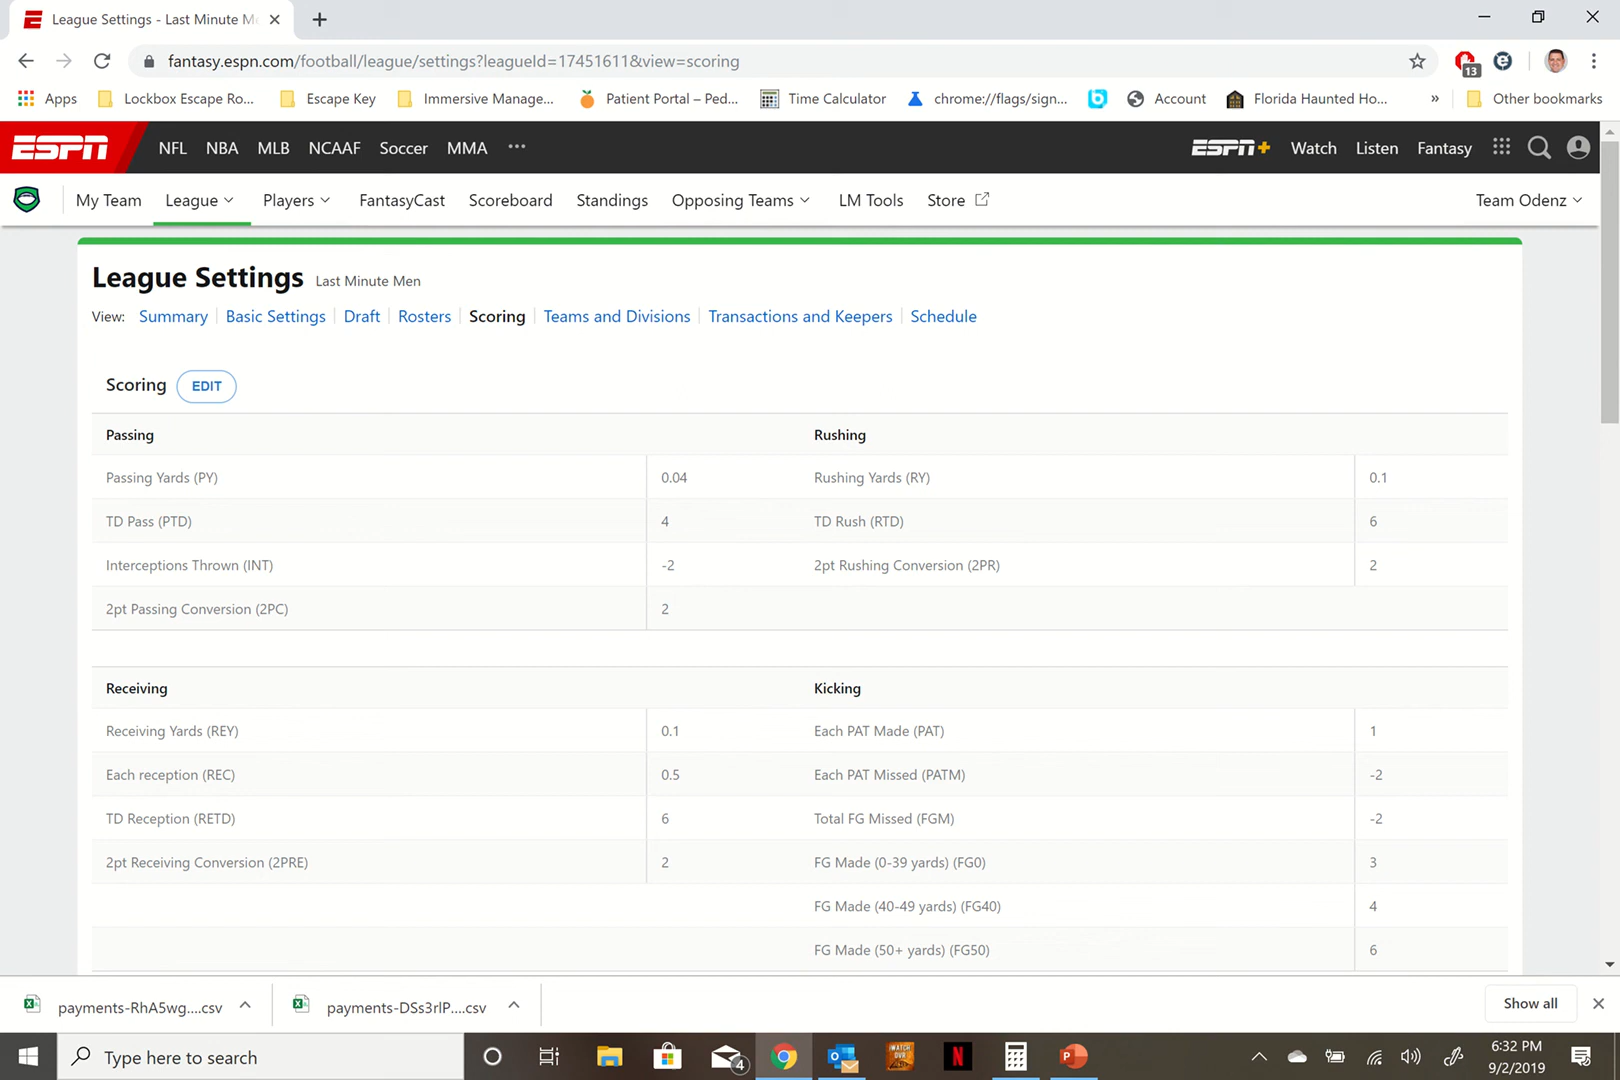 League Settings - Last Minute M
fantasy.espn.com/football/league/settings?leagueId=17451611&view=scoring
13
Apps Lockbox Escape Ro... Escape Key Immersive Manage... Patient Portal – Ped... Time Calculator chrome://flags/sign... Account Florida Haunted Ho... » Other bookmarks
ESPN NFL NBA MLB NCAAF Soccer MMA ••• ESPN+ Watch Listen Fantasy
My Team League Players FantasyCast Scoreboard Standings Opposing Teams LM Tools Store Team Odenz
League Settings Last Minute Men
View: Summary Basic Settings Draft Rosters Scoring Teams and Divisions Transactions and Keepers Schedule
Scoring EDIT
Passing Rushing
Passing Yards (PY) 0.04 Rushing Yards (RY) 0.1
TD Pass (PTD) 4 TD Rush (RTD) 6
Interceptions Thrown (INT) -2 2pt Rushing Conversion (2PR) 2
2pt Passing Conversion (2PC) 2
Receiving Kicking
Receiving Yards (REY) 0.1 Each PAT Made (PAT) 1
Each reception (REC) 0.5 Each PAT Missed (PATM) -2
TD Reception (RETD) 6 Total FG Missed (FGM) -2
2pt Receiving Conversion (2PRE) 2 FG Made (0-39 yards) (FG0) 3
FG Made (40-49 yards) (FG40) 4
FG Made (50+ yards) (FG50) 6
payments-RhA5wg....csv payments-DSs3rlP....csv Show all
Type here to search 4 6:32 PM
9/2/2019